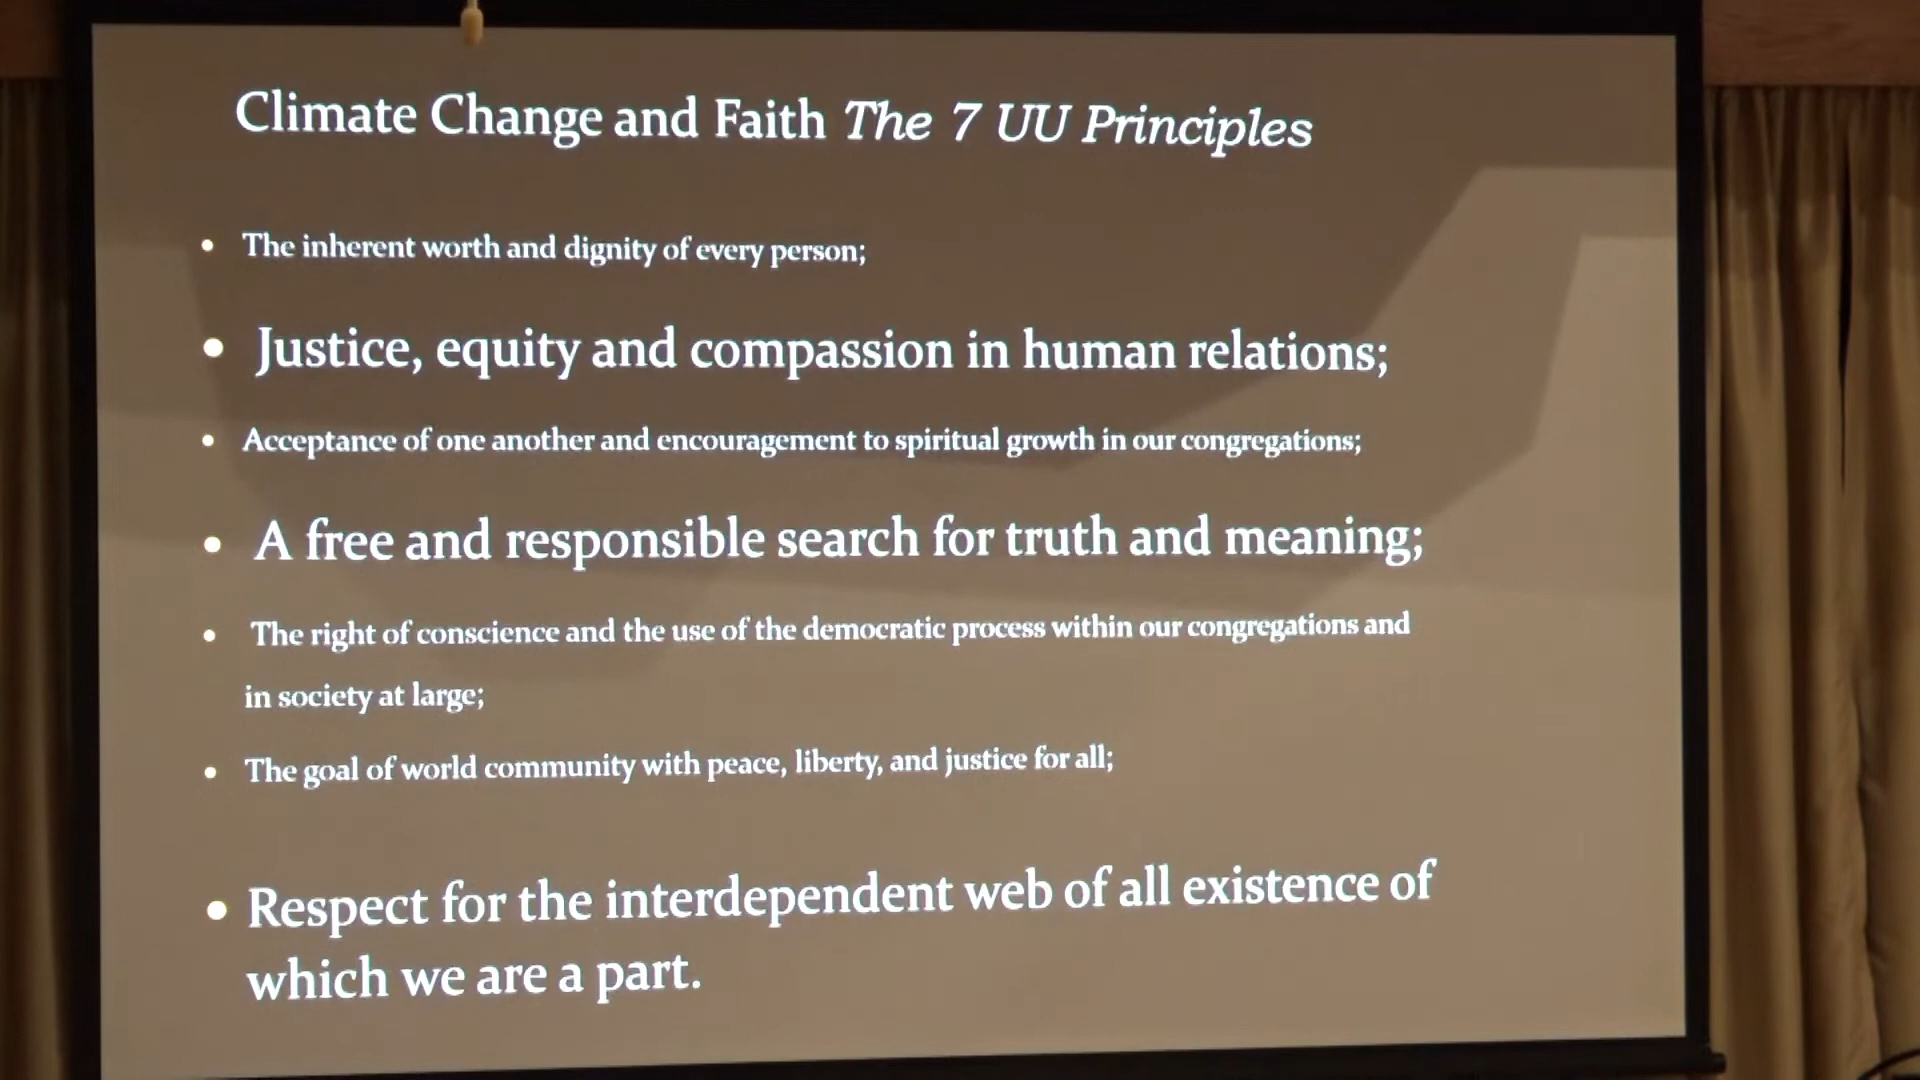 Climate Change and Faith The 7 UU Principles
• The inherent worth and dignity of every person;
• Justice, equity and compassion in human relations;
• Acceptance of one another and encouragement to spiritual growth in our congregations;
• A free and responsible search for truth and meaning;
• The right of conscience and the use of the democratic process within our congregations and
in society at large;
• The goal of world community with peace, liberty, and justice for all;
• Respect for the interdependent web of all existence of
which we are a part.